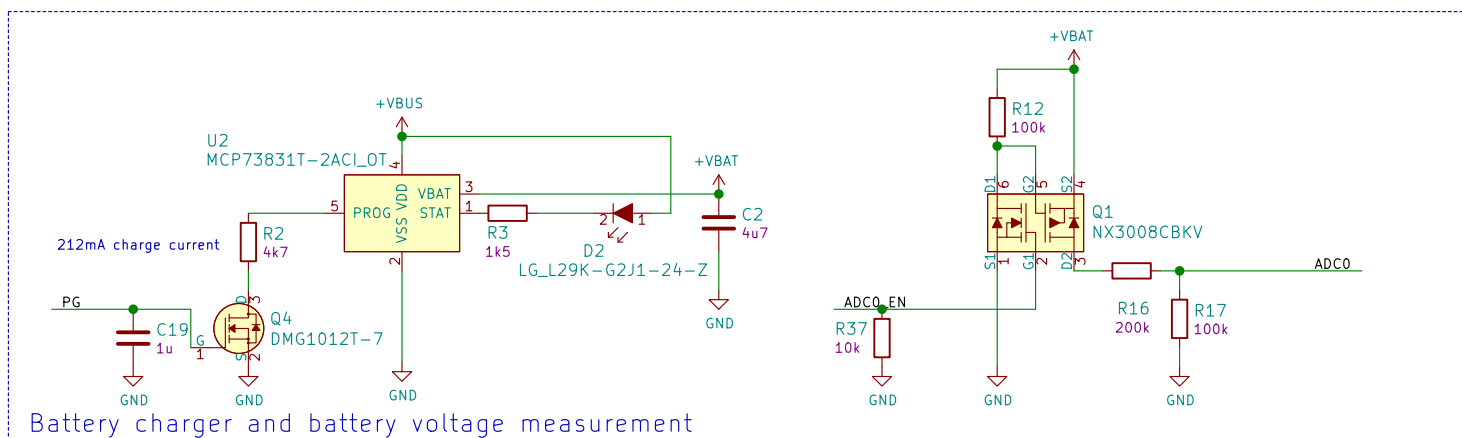 +VBAT
+VBUS
R12
100k
U2
MCP73831T-2ACI_OT
4
+VBAT
D1
6
G2
5
S2
4
VDD
VBAT
3
5
PROG
STAT
1
VSS
2
R3
1k5
2
1
D2
LG_L29K-G2J1-24-Z
C2
4u7
GND
Q1
NX3008CBKV
S1
1
G1
2
D2
3
212mA charge current
R2
4k7
R16
200k
ADC0
R17
100k
GND
PG
C19
1u
GND
D
3
G
1
S
2
Q4
DMG1012T-7
GND
GND
ADC0_EN
R37
10k
GND
GND
Battery charger and battery voltage measurement